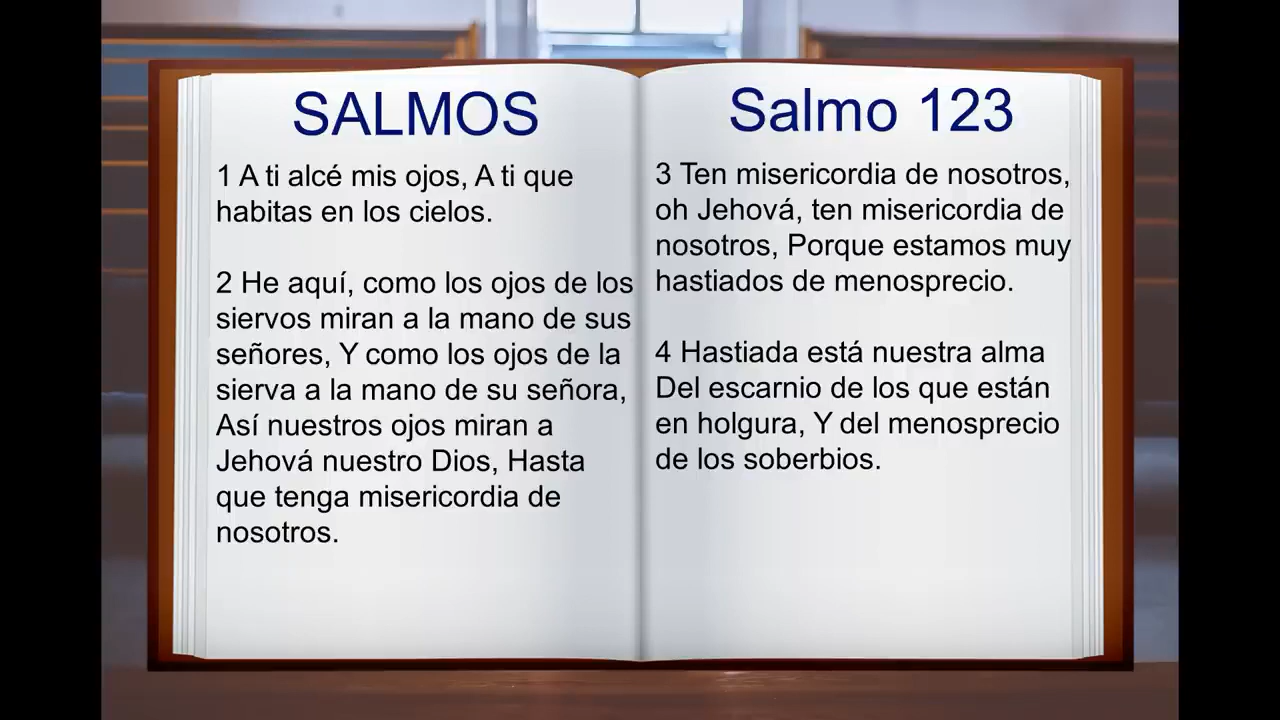 SALMOS
1 A ti alcé mis ojos, A ti que
habitas en los cielos.
2 He aquí, como los ojos de los
siervos miran a la mano de sus
señores, Y como los ojos de la
sierva a la mano de su señora,
Así nuestros ojos miran a
Jehová nuestro Dios, Hasta
que tenga misericordia de
nosotros.
Salmo 123
3 Ten misericordia de nosotros,
oh Jehová, ten misericordia de
nosotros, Porque estamos muy
hastiados de menosprecio.
4 Hastiada está nuestra alma
Del escarnio de los que están
en holgura, Y del menosprecio
de los soberbios.